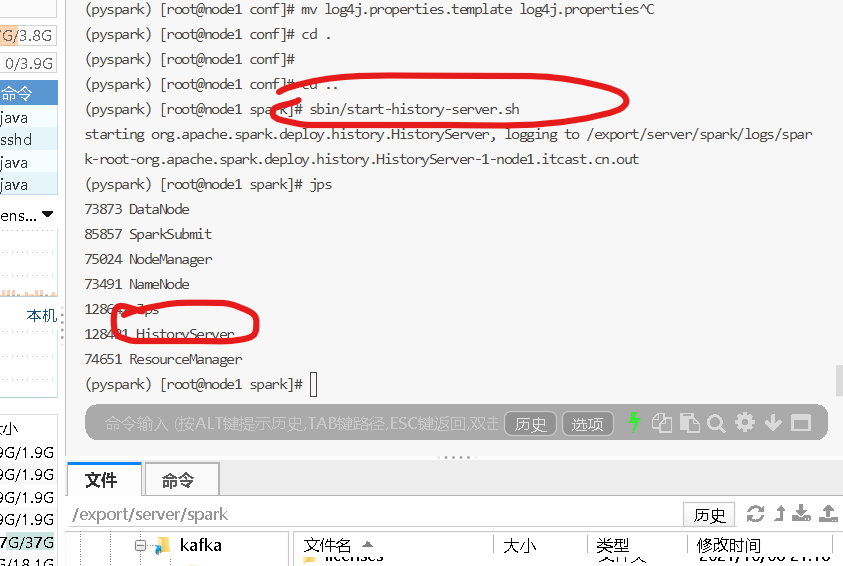 (pyspark) [root@node1 conf]# mv log4j.properties.template log4j.properties^C
G/3.8G
(pyspark) [root@node1 conf]# cd .
0/3.9G
(pyspark) [root@node1 conf]#
命令
(pyspark) [root@node1 conf]# cd ..
java
(pyspark) [root@node1 spark]# sbin/start-history-server.sh
sshd
starting org.apache.spark.deploy.history.HistoryServer, logging to /export/server/spark/logs/spar
java
k-root-org.apache.spark.deploy.history.HistoryServer-1-node1.itcast.cn.out
java
(pyspark) [root@node1 spark]# jps
73873 DataNode
ens...
85857 SparkSubmit
75024 NodeManager
73491 NameNode
本机
Jps
HistoryServer
74651 ResourceManager
(pyspark) [root@node1 spark]#
命令输入 (按ALT键提示历史,TAB键路径,ESC键返回,双击 历史 选项
大小
9G/1.9G
9G/1.9G
9G/1.9G
9G/1.9G
7G/37G
/18.1G
文件 命令
/export/server/spark 历史
kafka
文件名 大小 类型 修改时间
licenses 文件夹